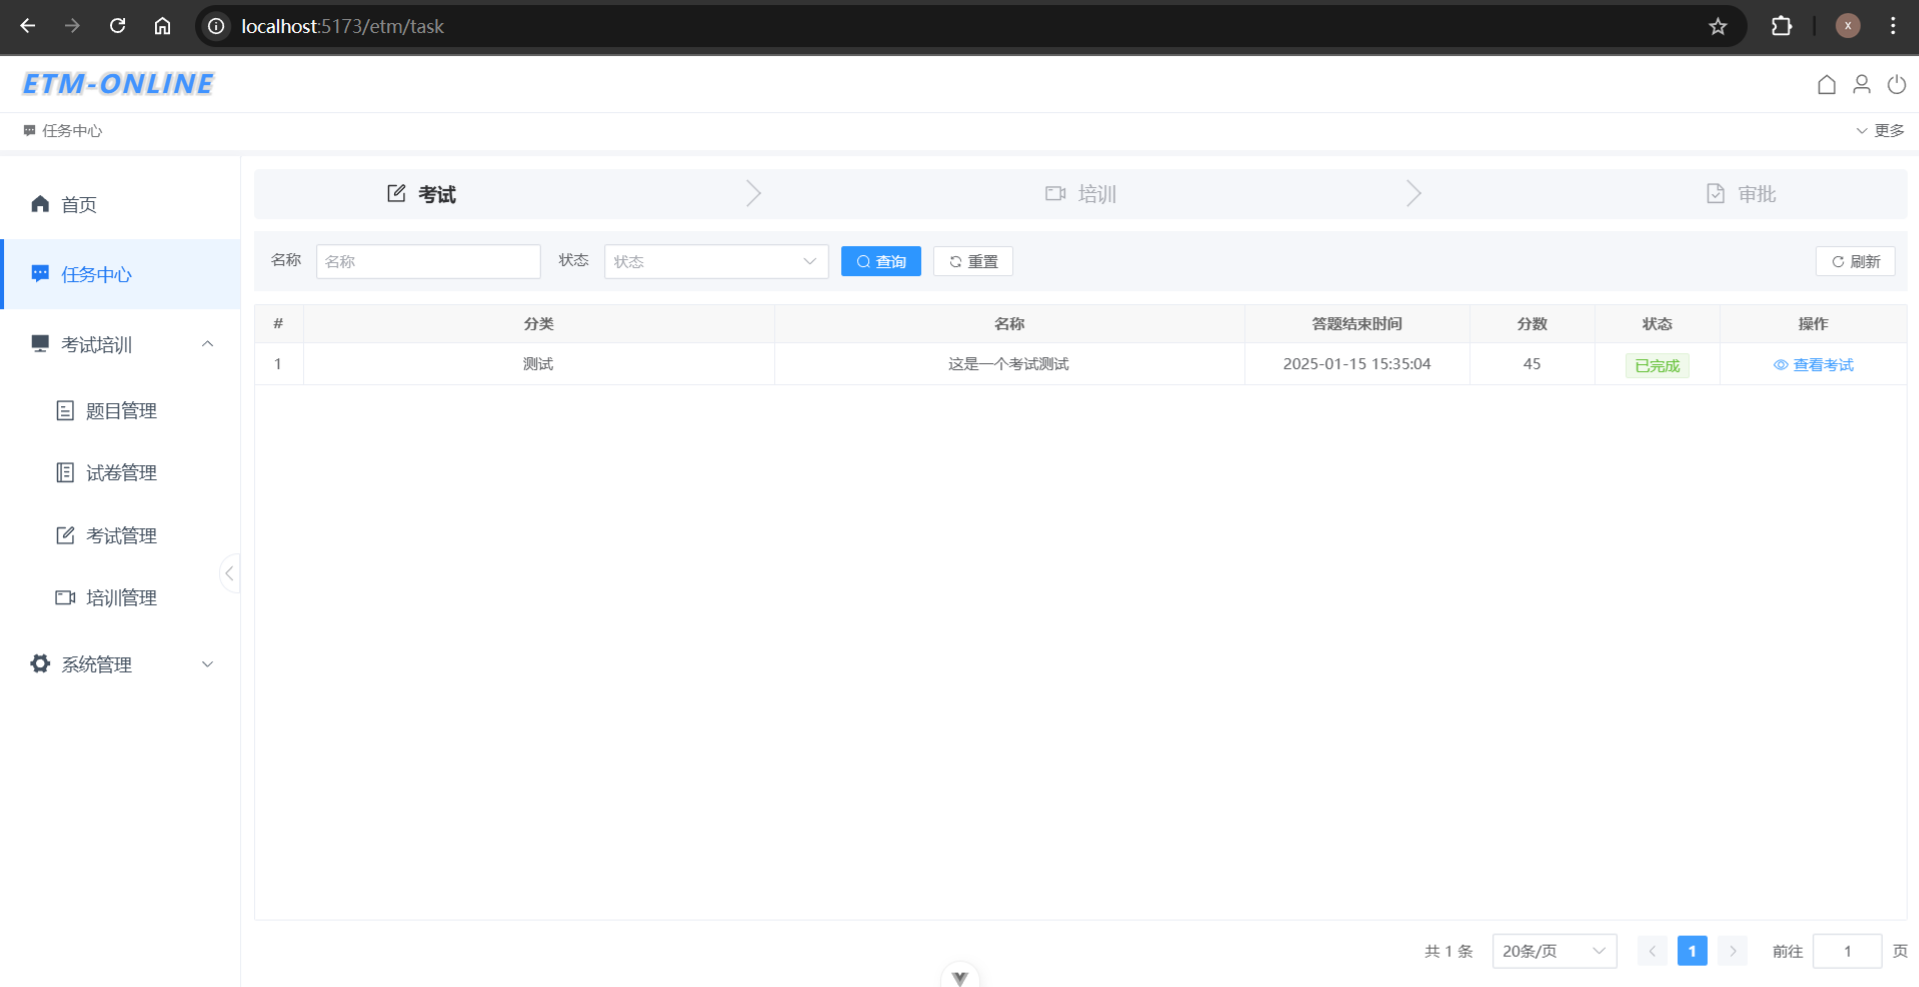 localhost:5173/etm/task
x
ETM-ONLINE
任务中心
更多
首页
任务中心
考试培训
题目管理
试卷管理
考试管理
培训管理
系统管理
考试 培训 审批
名称 名称 状态 状态 查询 重置 刷新
# 分类 名称 答题结束时间 分数 状态 操作
1 测试 这是一个考试测试 2025-01-15 15:35:04 45 已完成 查看考试
共 1 条 20条/页 1 前往 1 页